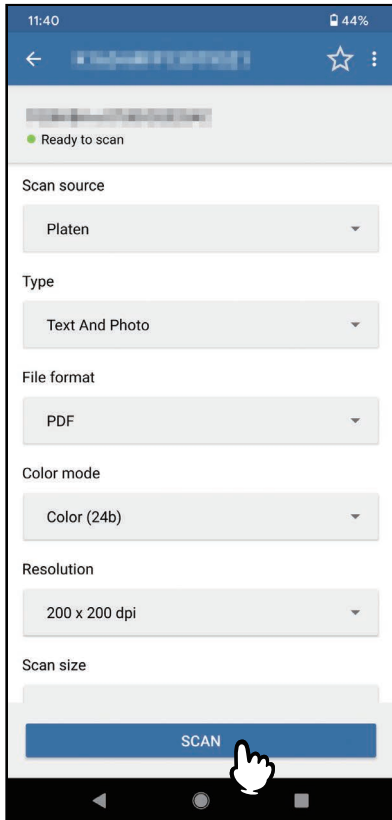 11:40
44%
Ready to scan
Scan source
Platen
Type
Text And Photo
File format
PDF
Color mode
Color (24b)
Resolution
200 x 200 dpi
Scan size
SCAN